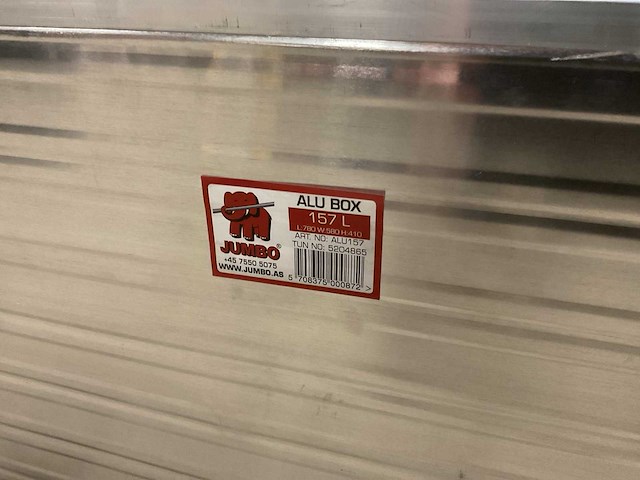 ALU BOX
157 L
L:780 W:580 H:410
ART. NO: ALU157
TUN NO: 5204865
JUMBO®
+45 7550 5075
WWW.JUMBO.AS
5 708375 000872 >